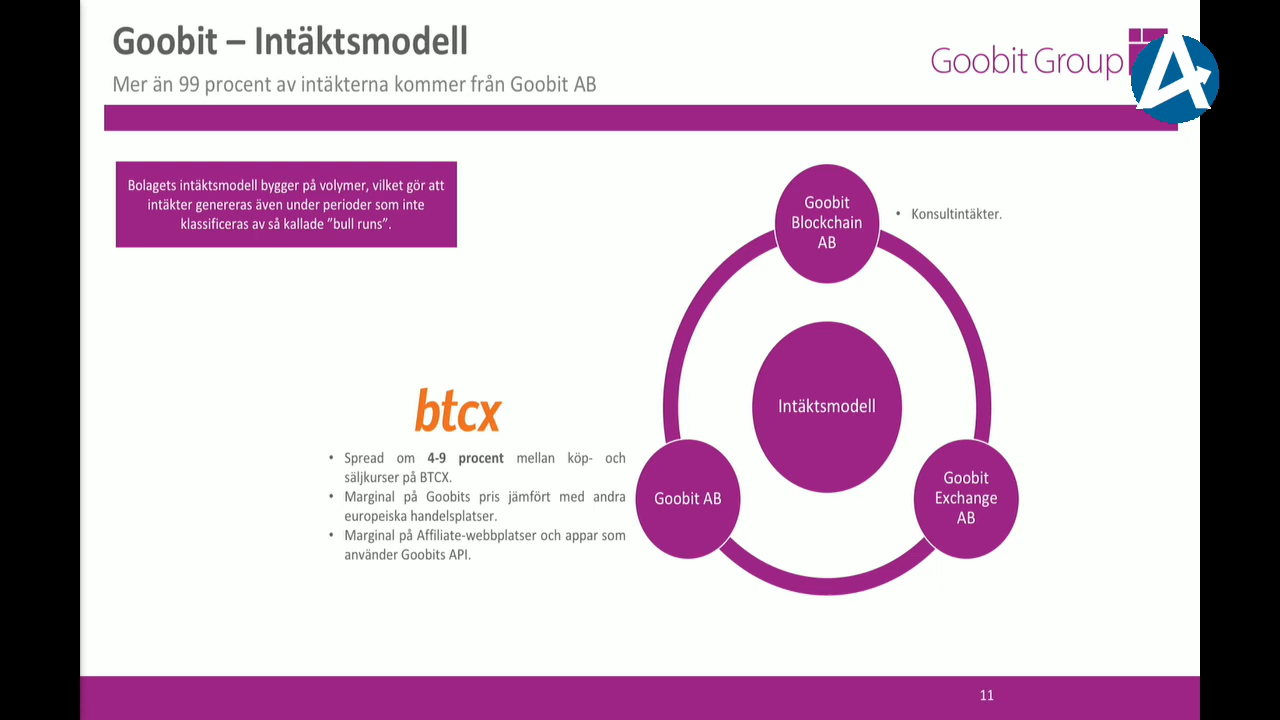 Goobit – Intäktsmodell
Mer än 99 procent av intäkterna kommer från Goobit AB
Goobit Group
Bolagets intäktsmodell bygger på volymer, vilket gör att
intäkter genereras även under perioder som inte
klassificeras av så kallade ”bull runs”.
Goobit
Blockchain
AB
• Konsultintäkter.
Intäktsmodell
btcx
• Spread om 4-9 procent mellan köp- och
säljkurser på BTCX.
• Marginal på Goobits pris jämfört med andra
europeiska handelsplatser.
• Marginal på Affiliate-webbplatser och appar som
använder Goobits API.
Goobit AB
Goobit
Exchange
AB
11